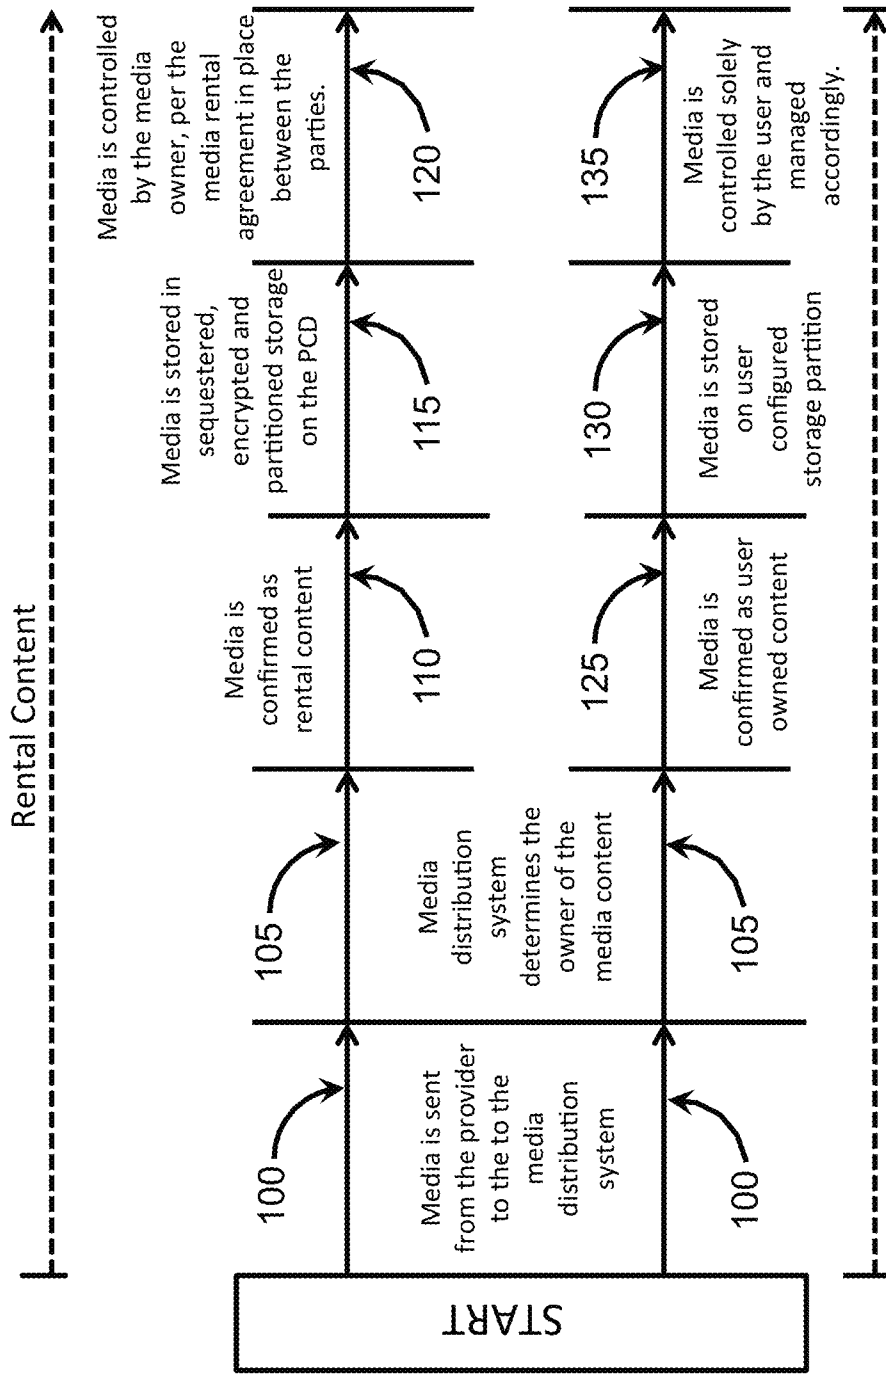 Rental Content
START
100
Media is sent
from the provider
to the to the
media
distribution
system
100
105
Media
distribution
system
determines the
owner of the
media content
105
Media is
confirmed as
rental content
110
Media is stored in
sequestered,
encrypted and
partitioned storage
on the PCD
115
Media is controlled
by the media
owner, per the
media rental
agreement in place
between the
parties.
120
125
Media is
confirmed as user
owned content
130
Media is stored
on user
configured
storage partition
135
Media is
controlled solely
by the user and
managed
accordingly.